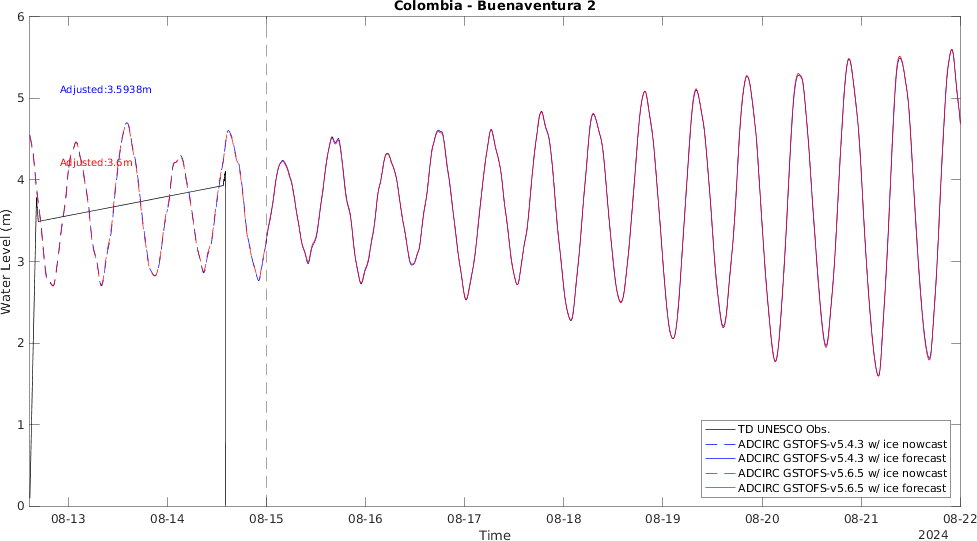 Colombia - Buenaventura 2
6
5
4
3
2
1
0
Water Level (m)
Adjusted:3.5938m
Adjusted:3.6m
TD UNESCO Obs.
ADCIRC GSTOFS-v5.4.3 w/ ice nowcast
ADCIRC GSTOFS-v5.4.3 w/ ice forecast
ADCIRC GSTOFS-v5.6.5 w/ ice nowcast
ADCIRC GSTOFS-v5.6.5 w/ ice forecast
08-13 08-14 08-15 08-16 08-17 08-18 08-19 08-20 08-21 08-22
Time
2024